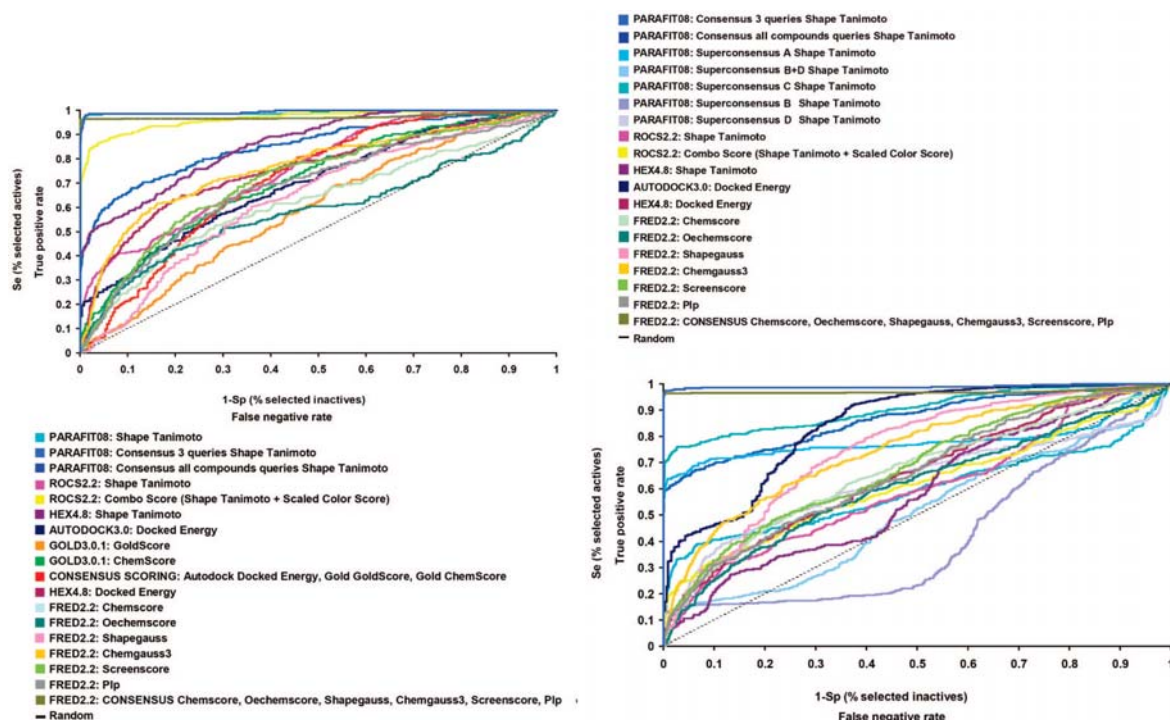 Se (% selected actives)
True positive rate
1
0.9
0.8
0.7
0.6
0.5
0.4
0.3
0.2
0.1
0
0 0.1 0.2 0.3 0.4 0.5 0.6 0.7 0.8 0.9 1
1-Sp (% selected inactives)
False negative rate
PARAFIT08: Shape Tanimoto
PARAFIT08: Consensus 3 queries Shape Tanimoto
PARAFIT08: Consensus all compounds queries Shape Tanimoto
ROCS2.2: Shape Tanimoto
ROCS2.2: Combo Score (Shape Tanimoto + Scaled Color Score)
HEX4.8: Shape Tanimoto
AUTODOCK3.0: Docked Energy
GOLD3.0.1: GoldScore
GOLD3.0.1: ChemScore
CONSENSUS SCORING: Autodock Docked Energy, Gold GoldScore, Gold ChemScore
HEX4.8: Docked Energy
FRED2.2: Chemscore
FRED2.2: Oechemscore
FRED2.2: Shapegauss
FRED2.2: Chemgauss3
FRED2.2: Screenscore
FRED2.2: Plp
FRED2.2: CONSENSUS Chemscore, Oechemscore, Shapegauss, Chemgauss3, Screenscore, Plp
Random
PARAFIT08: Consensus 3 queries Shape Tanimoto
PARAFIT08: Consensus all compounds queries Shape Tanimoto
PARAFIT08: Superconsensus A Shape Tanimoto
PARAFIT08: Superconsensus B+D Shape Tanimoto
PARAFIT08: Superconsensus C Shape Tanimoto
PARAFIT08: Superconsensus B Shape Tanimoto
PARAFIT08: Superconsensus D Shape Tanimoto
ROCS2.2: Shape Tanimoto
ROCS2.2: Combo Score (Shape Tanimoto + Scaled Color Score)
HEX4.8: Shape Tanimoto
AUTODOCK3.0: Docked Energy
HEX4.8: Docked Energy
FRED2.2: Chemscore
FRED2.2: Oechemscore
FRED2.2: Shapegauss
FRED2.2: Chemgauss3
FRED2.2: Screenscore
FRED2.2: Plp
FRED2.2: CONSENSUS Chemscore, Oechemscore, Shapegauss, Chemgauss3, Screenscore, Plp
Random
Se (% selected actives)
True positive rate
1
0.9
0.8
0.7
0.6
0.5
0.4
0.3
0.2
0.1
0
0 0.1 0.2 0.3 0.4 0.5 0.6 0.7 0.8 0.9 1
1-Sp (% selected inactives)
False negative rate